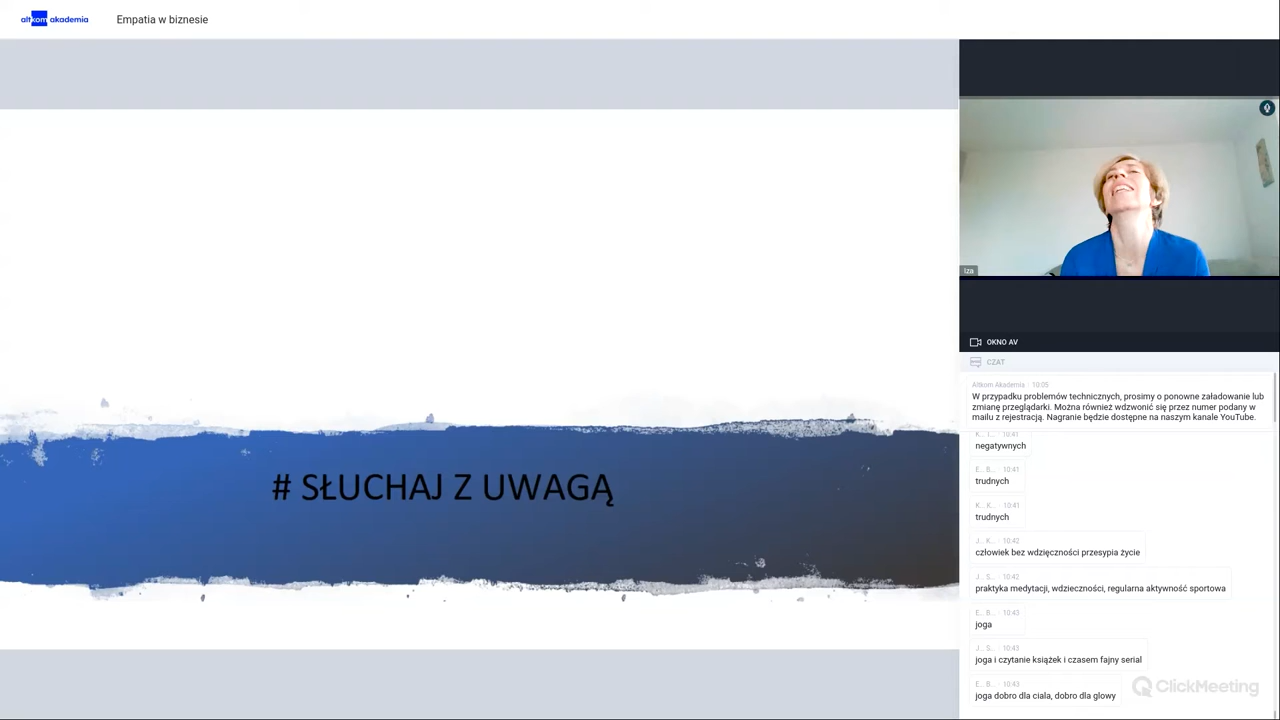 altkom akademia
Empatia w biznesie
# SŁUCHAJ Z UWAGĄ
Iza
OKNO AV
CZAT
Altkom Akademia 10:05
W przypadku problemów technicznych, prosimy o ponowne załadowanie lub
zmianę przeglądarki. Można również wdzwonić się przez numer podany w
mailu z rejestracją. Nagranie będzie dostępne na naszym kanale YouTube.
K... T... 10:41
negatywnych
E... B... 10:41
trudnych
K... K... 10:41
trudnych
J... K... 10:42
człowiek bez wdzięczności przesypia życie
J... S... 10:42
praktyka medytacji, wdzieczności, regularna aktywność sportowa
E... B... 10:43
joga
J... S... 10:43
joga i czytanie książek i czasem fajny serial
E... B... 10:43
joga dobro dla ciala, dobro dla glowy
ClickMeeting